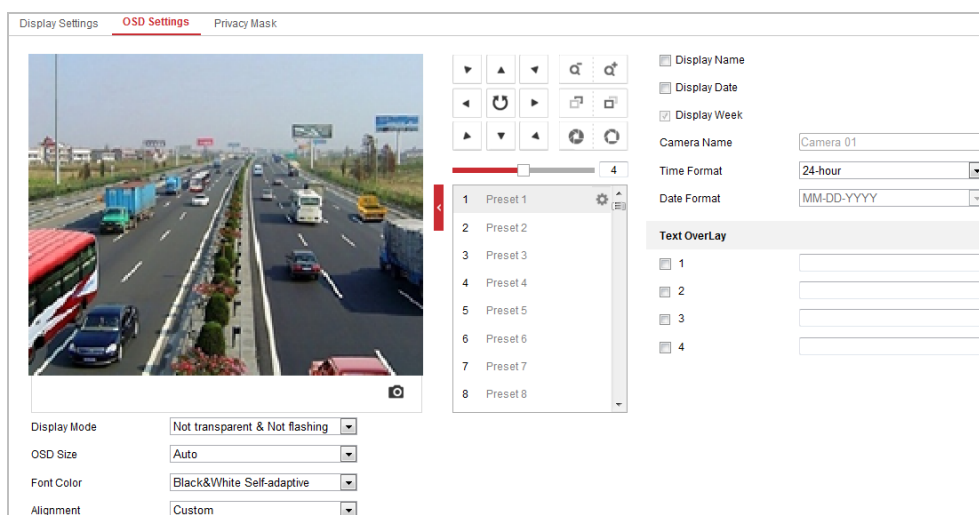 Display Settings OSD Settings Privacy Mask
Display Name
Display Date
Display Week
Camera Name Camera 01
4
Time Format 24-hour
Date Format MM-DD-YYYY
1 Preset 1
2 Preset 2
3 Preset 3
4 Preset 4
5 Preset 5
6 Preset 6
7 Preset 7
8 Preset 8
Text OverLay
1
2
3
4
Display Mode Not transparent & Not flashing
OSD Size Auto
Font Color Black&White Self-adaptive
Alignment Custom